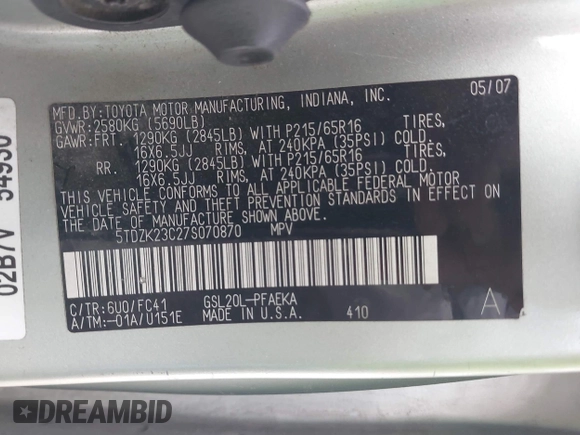 MFD.BY:TOYOTA MOTOR MANUFACTURING, INDIANA, INC. 05/07
GVWR:2580KG (5690LB)
GAWR:FRT. 1290KG (2845LB) WITH P215/65R16 TIRES,
16X6.5JJ RIMS, AT 240KPA (35PSI) COLD.
RR. 1290KG (2845LB) WITH P215/65R16 TIRES,
16X6.5JJ RIMS, AT 240KPA (35PSI) COLD.
THIS VEHICLE CONFORMS TO ALL APPLICABLE FEDERAL MOTOR
VEHICLE SAFETY AND THEFT PREVENTION STANDARDS IN EFFECT ON
THE DATE OF MANUFACTURE SHOWN ABOVE.
5TDZK23C27S070870 MPV
C/TR:6U0/FC41 GSL20L-PFAEKA A
A/TM:-01A/U151E MADE IN U.S.A. 410
02B7V 54950
DREAMBID